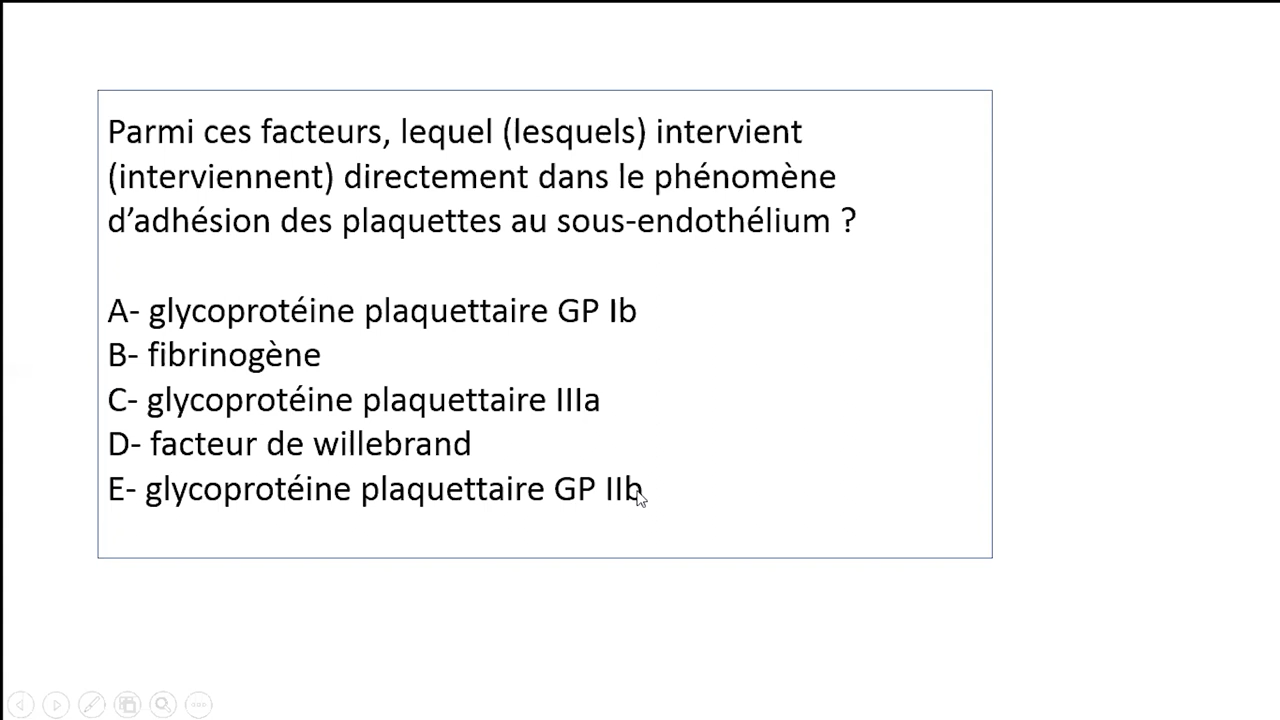 Parmi ces facteurs, lequel (lesquels) intervient
(interviennent) directement dans le phénomène
d’adhésion des plaquettes au sous-endothélium ?
A- glycoprotéine plaquettaire GP Ib
B- fibrinogène
C- glycoprotéine plaquettaire IIIa
D- facteur de willebrand
E- glycoprotéine plaquettaire GP IIb